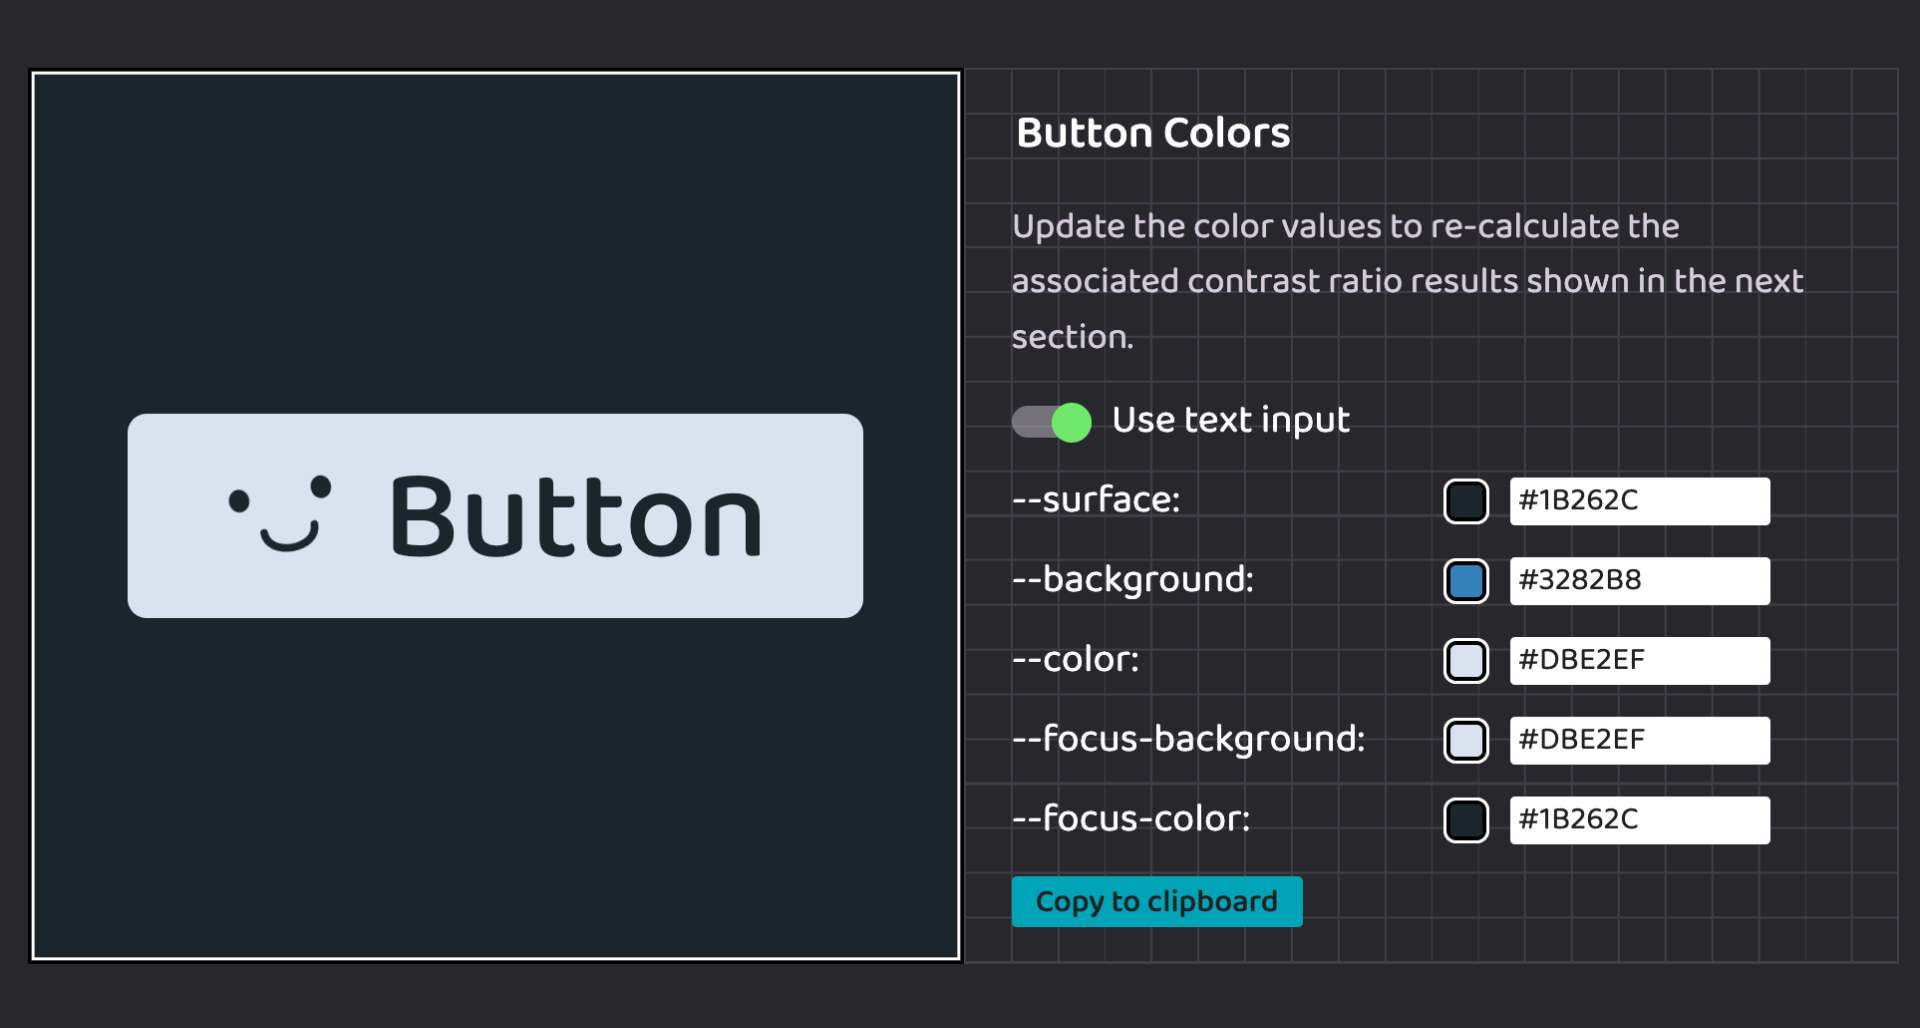 Button
Button Colors
Update the color values to re-calculate the
associated contrast ratio results shown in the next
section.
Use text input
--surface: #1B262C
--background: #3282B8
--color: #DBE2EF
--focus-background: #DBE2EF
--focus-color: #1B262C
Copy to clipboard